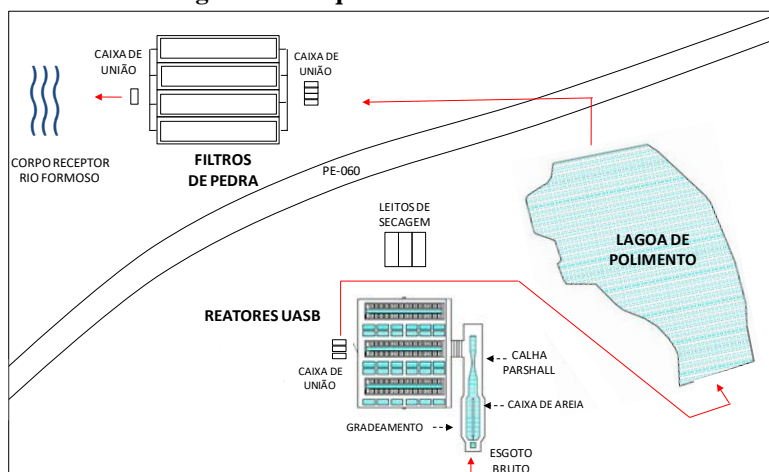 CAIXA DE
UNIÃO
CAIXA DE
UNIÃO
CORPO RECEPTOR
RIO FORMOSO
FILTROS
DE PEDRA
PE-060
LEITOS DE
SECAGEM
LAGOA DE
POLIMENTO
REATORES UASB
CAIXA DE
UNIÃO
CALHA
PARSHALL
CAIXA DE AREIA
GRADEAMENTO
ESGOTO
BRUTO